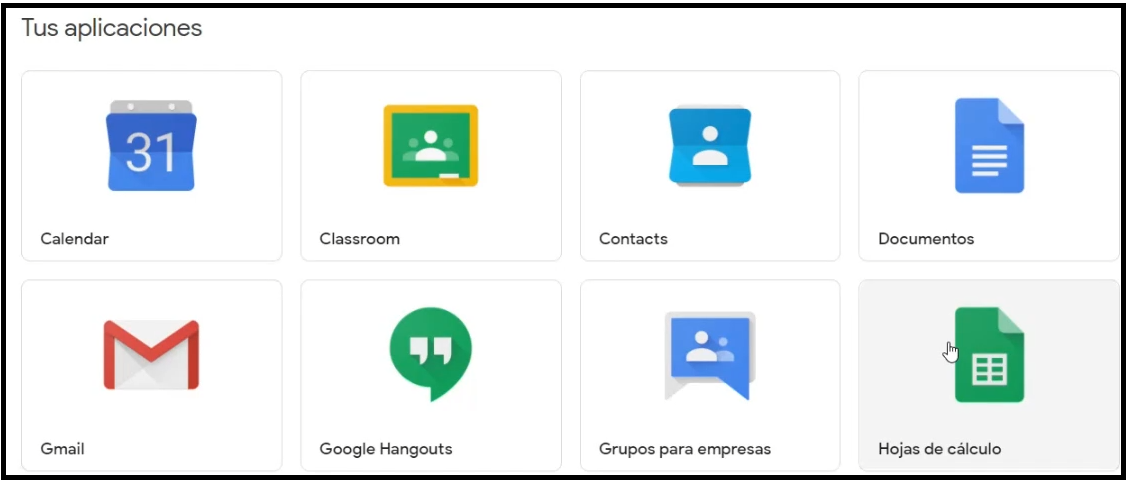 Tus aplicaciones
31
Calendar
Classroom
Contacts
Documentos
Gmail
Google Hangouts
Grupos para empresas
Hojas de cálculo